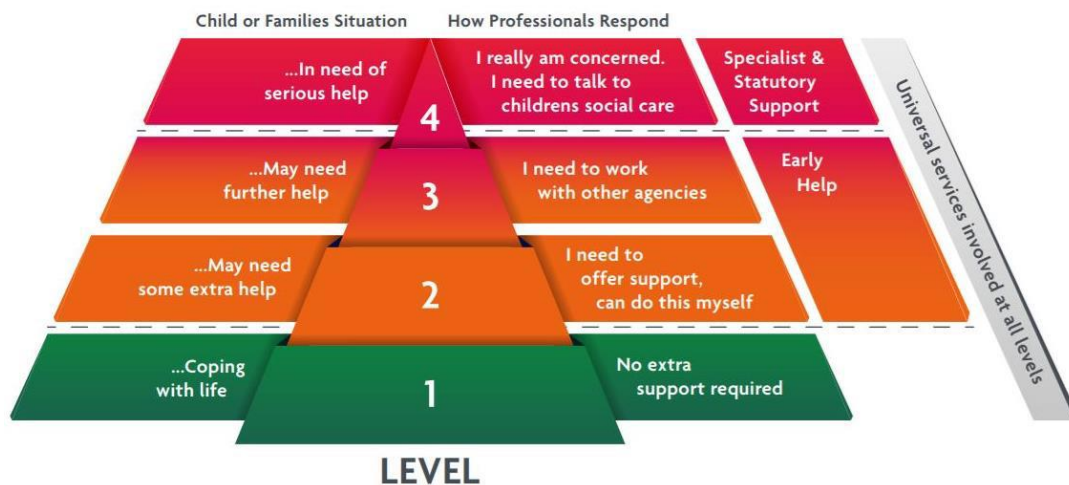 Child or Families Situation
How Professionals Respond
...In need of
serious help
4
I really am concerned.
I need to talk to
childrens social care
Specialist &
Statutory
Support
...May need
further help
3
I need to work
with other agencies
Early
Help
...May need
some extra help
2
I need to
offer support,
can do this myself
...Coping
with life
1
No extra
support required
Universal services involved at all levels
LEVEL